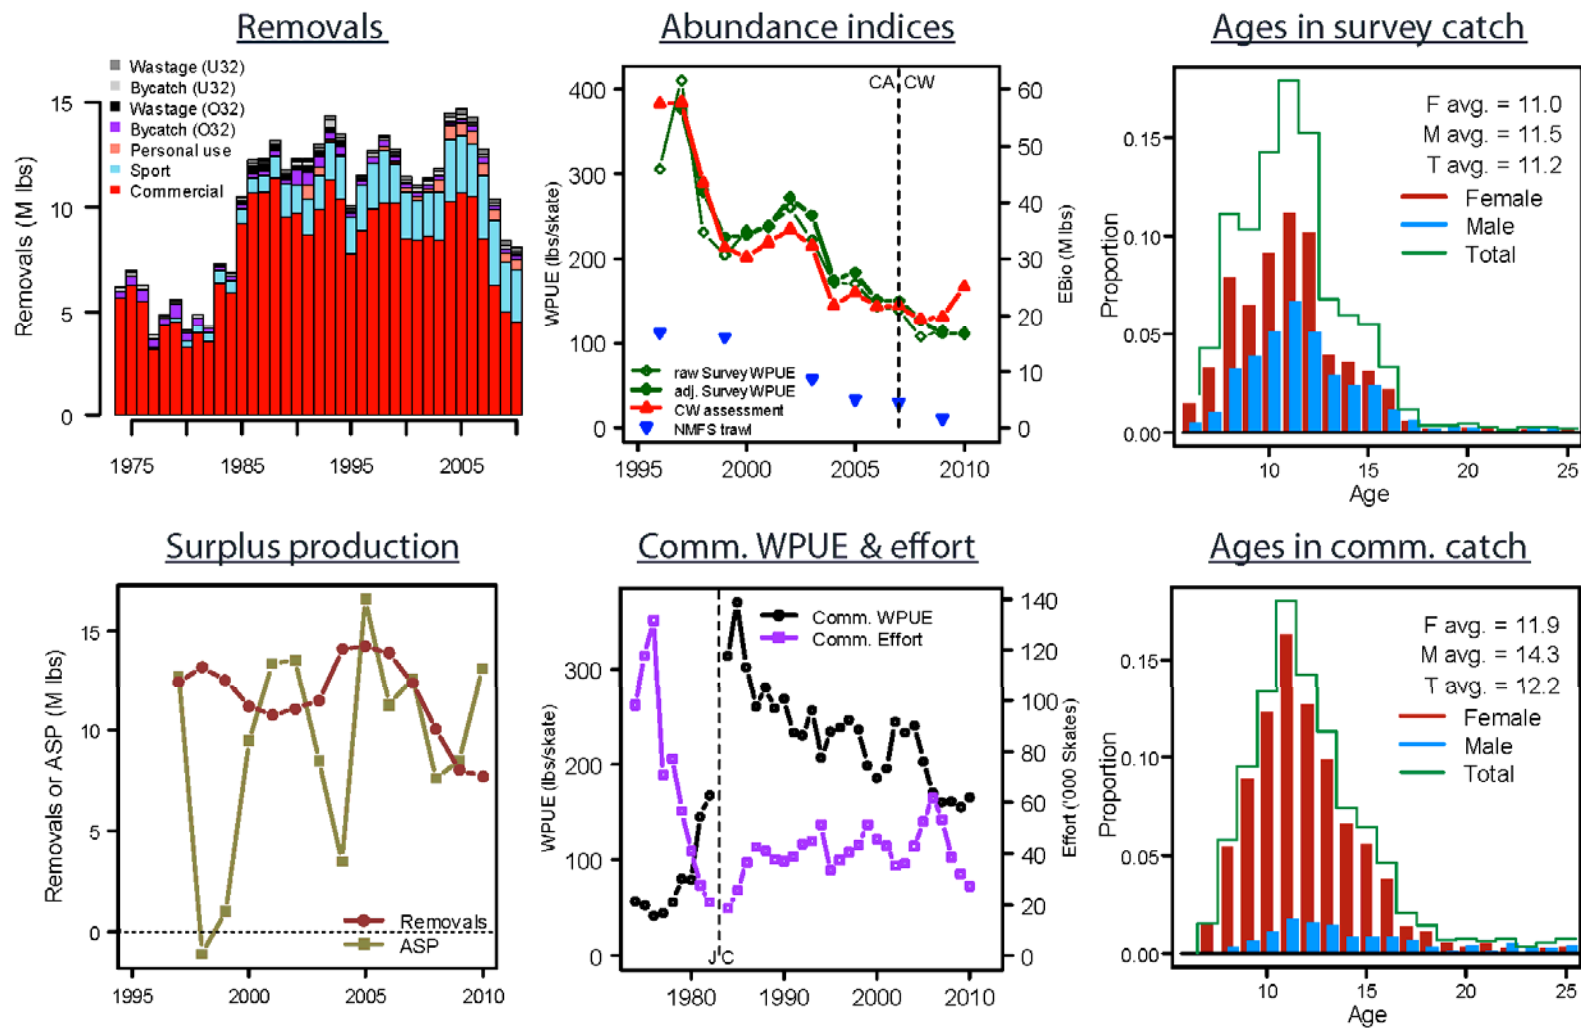 Removals
Wastage (U32)
Bycatch (U32)
Wastage (O32)
Bycatch (O32)
Personal use
Sport
Commercial
Removals (M lbs)
15
10
5
0
1975
1985
1995
2005
Abundance indices
CA
CW
WPUE (lbs/skate)
400
300
200
100
0
EBio (M lbs)
60
50
40
30
20
10
0
raw Survey WPUE
adj. Survey WPUE
CW assessment
NMFS trawl
1995
2000
2005
2010
Ages in survey catch
F avg. = 11.0
M avg. = 11.5
T avg. = 11.2
Female
Male
Total
Proportion
0.15
0.10
0.05
0.00
10
15
20
25
Age
Surplus production
Removals or ASP (M lbs)
15
10
5
0
Removals
ASP
1995
2000
2005
2010
Comm. WPUE & effort
Comm. WPUE
Comm. Effort
WPUE (lbs/skate)
300
200
100
0
Effort ('000 Skates)
140
120
100
80
60
40
20
0
J
C
1980
1990
2000
2010
Ages in comm. catch
F avg. = 11.9
M avg. = 14.3
T avg. = 12.2
Female
Male
Total
Proportion
0.15
0.10
0.05
0.00
10
15
20
25
Age